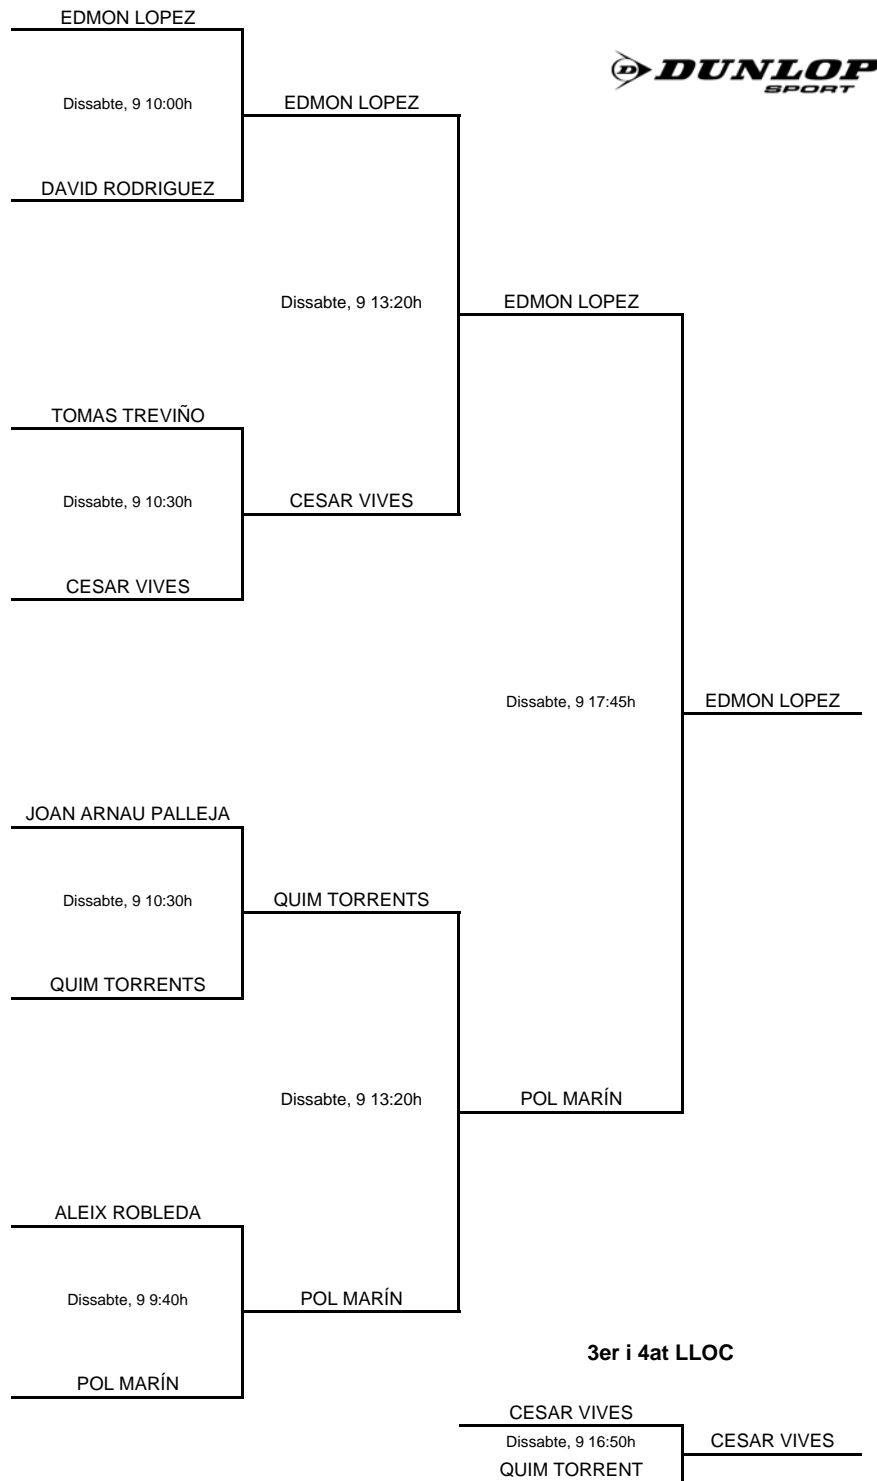 EDMON LOPEZ
DUNLOP
SPORT
Dissabte, 9 10:00h
EDMON LOPEZ
DAVID RODRIGUEZ
Dissabte, 9 13:20h
EDMON LOPEZ
TOMAS TREVIÑO
Dissabte, 9 10:30h
CESAR VIVES
CESAR VIVES
Dissabte, 9 17:45h
EDMON LOPEZ
JOAN ARNAU PALLEJA
Dissabte, 9 10:30h
QUIM TORRENTS
QUIM TORRENTS
Dissabte, 9 13:20h
POL MARÍN
ALEIX ROBLEDA
Dissabte, 9 9:40h
POL MARÍN
POL MARÍN
3er i 4at LLOC
CESAR VIVES
Dissabte, 9 16:50h
CESAR VIVES
QUIM TORRENT